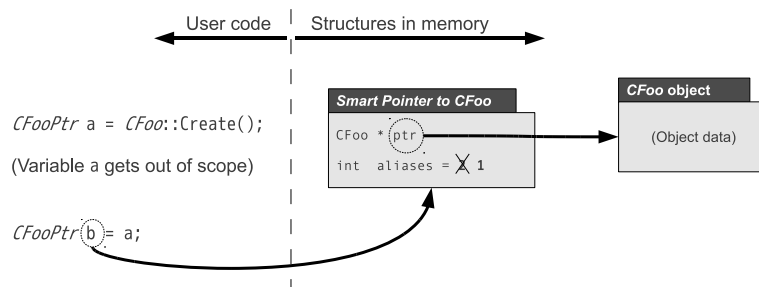 User code
Structures in memory
CFooPtr a = CFoo::Create();
(Variable a gets out of scope)
CFooPtr b = a;
Smart Pointer to CFoo
CFoo * ptr
int aliases = 2 1
CFoo object
(Object data)